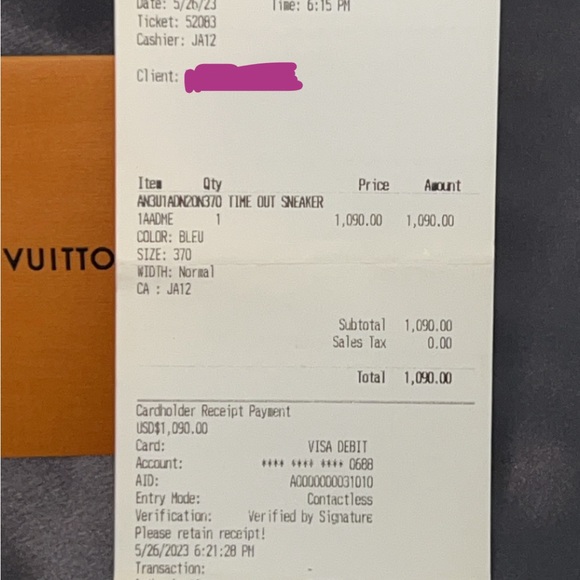 Date: 5/26/23 Time: 6:15 PM
Ticket: 52083
Cashier: JA12
Client:
Item Qty Price Amount
AN3U1ADN20N370 TIME OUT SNEAKER
1AADME 1 1,090.00 1,090.00
COLOR: BLEU
SIZE: 370
WIDTH: Normal
CA : JA12
VUITTO
Subtotal 1,090.00
Sales Tax 0.00
Total 1,090.00
Cardholder Receipt Payment
USD$1,090.00
Card: VISA DEBIT
Account: **** **** **** 0688
AID: A0000000031010
Entry Mode: Contactless
Verification: Verified by Signature
Please retain receipt!
5/26/2023 6:21:28 PM
Transaction: -